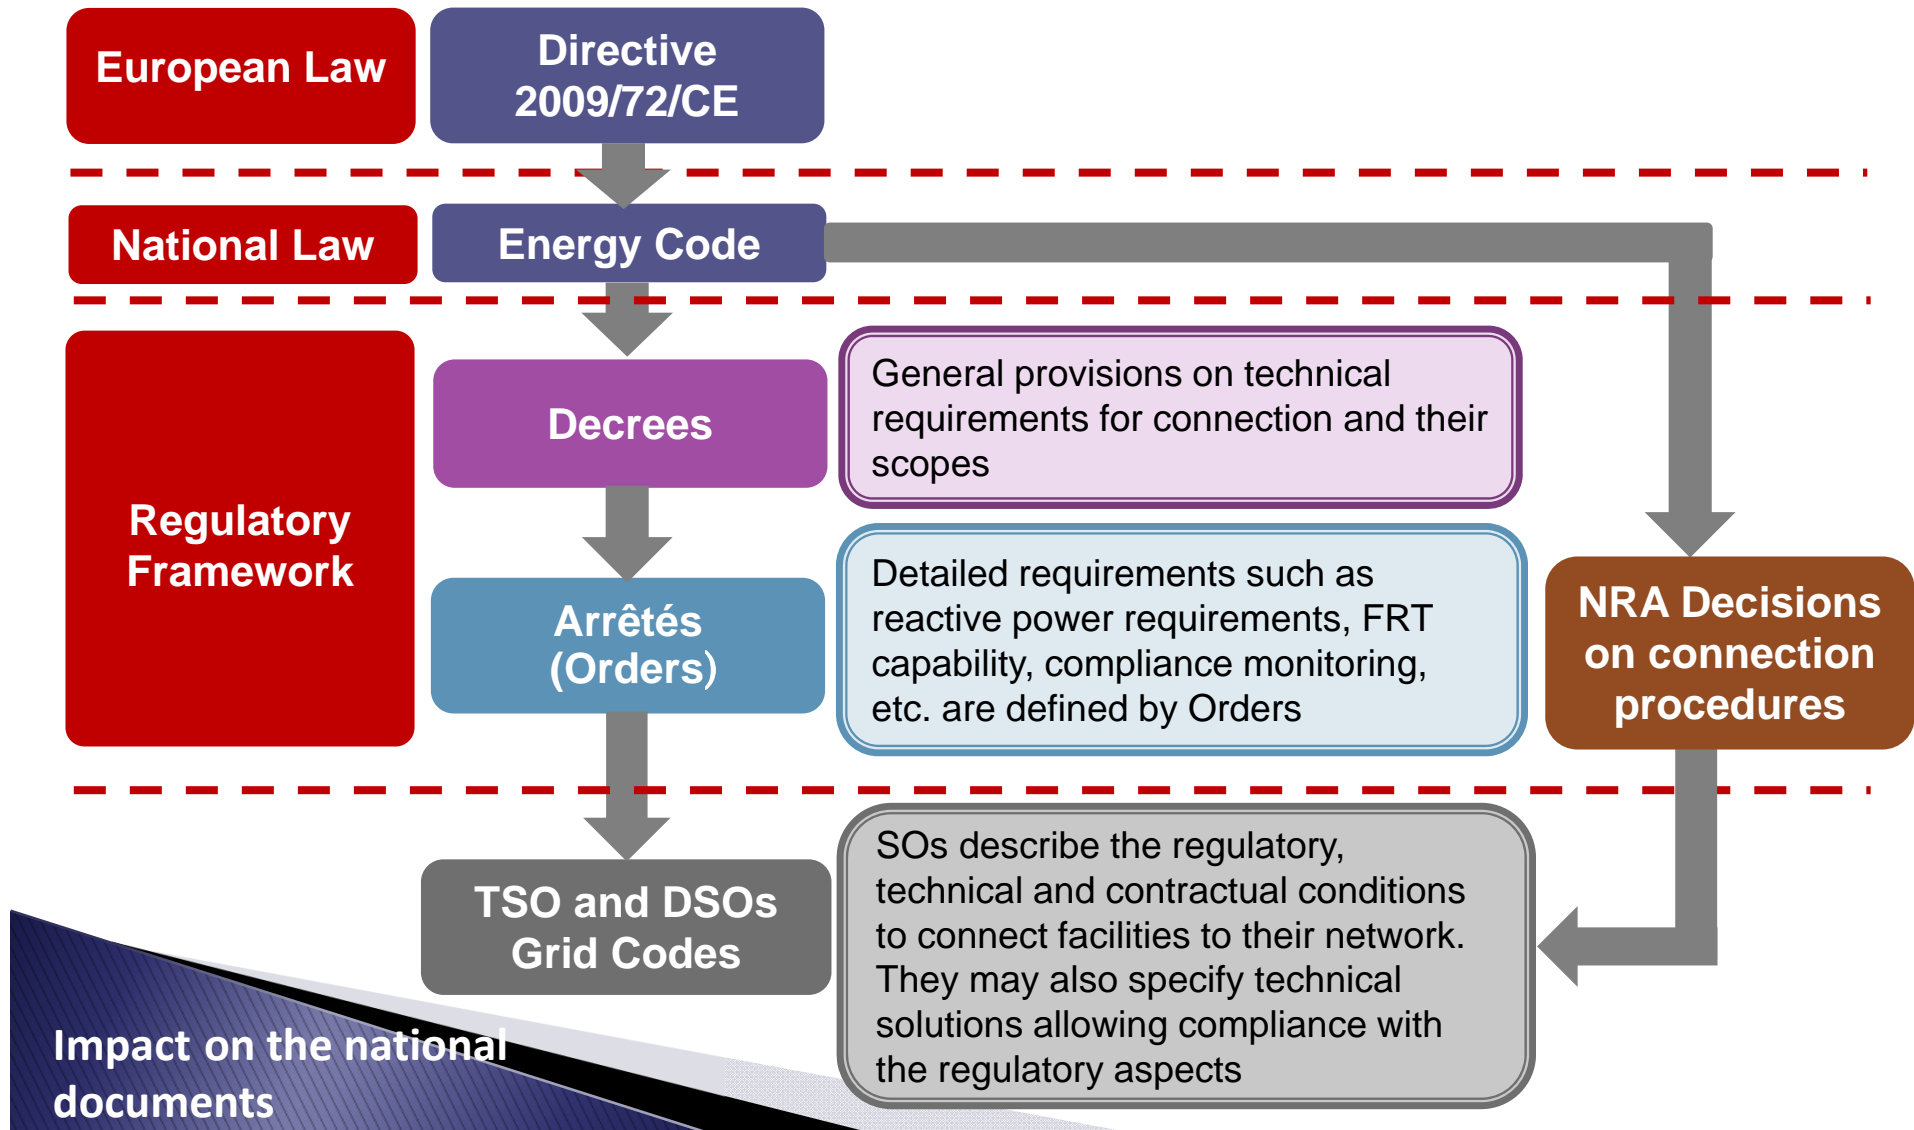 European Law
Directive
2009/72/CE
National Law
Energy Code
Regulatory
Framework
Decrees
General provisions on technical
requirements for connection and their
scopes
Arrêtés
(Orders)
Detailed requirements such as
reactive power requirements, FRT
capability, compliance monitoring,
etc. are defined by Orders
NRA Decisions
on connection
procedures
TSO and DSOs
Grid Codes
SOs describe the regulatory,
technical and contractual conditions
to connect facilities to their network.
They may also specify technical
solutions allowing compliance with
the regulatory aspects
Impact on the national
documents